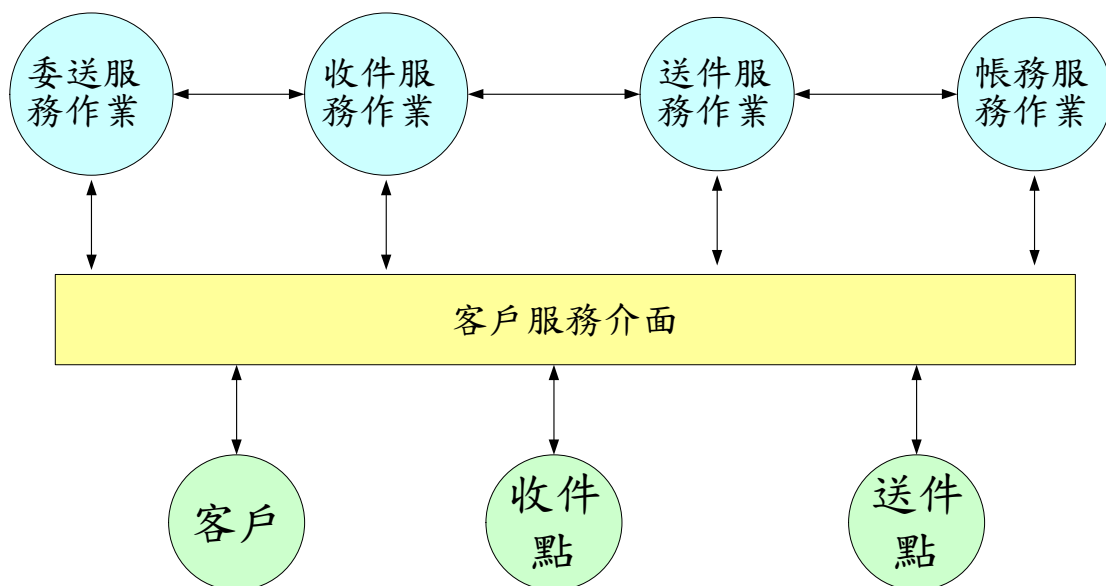 委送服
務作業
收件服
務作業
送件服
務作業
帳務服
務作業
客戶服務介面
客戶
收件
點
送件
點